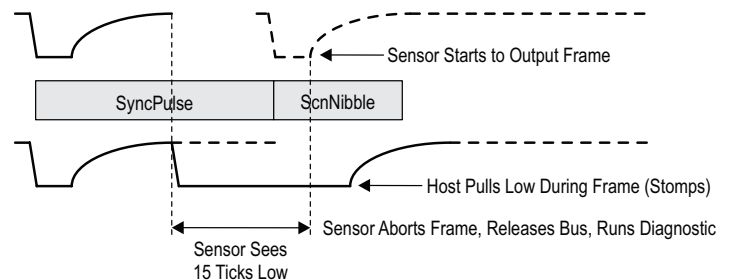 Sensor Starts to Output Frame
SyncPulse
ScnNibble
Host Pulls Low During Frame (Stomps)
Sensor Aborts Frame, Releases Bus, Runs Diagnostic
Sensor Sees
15 Ticks Low